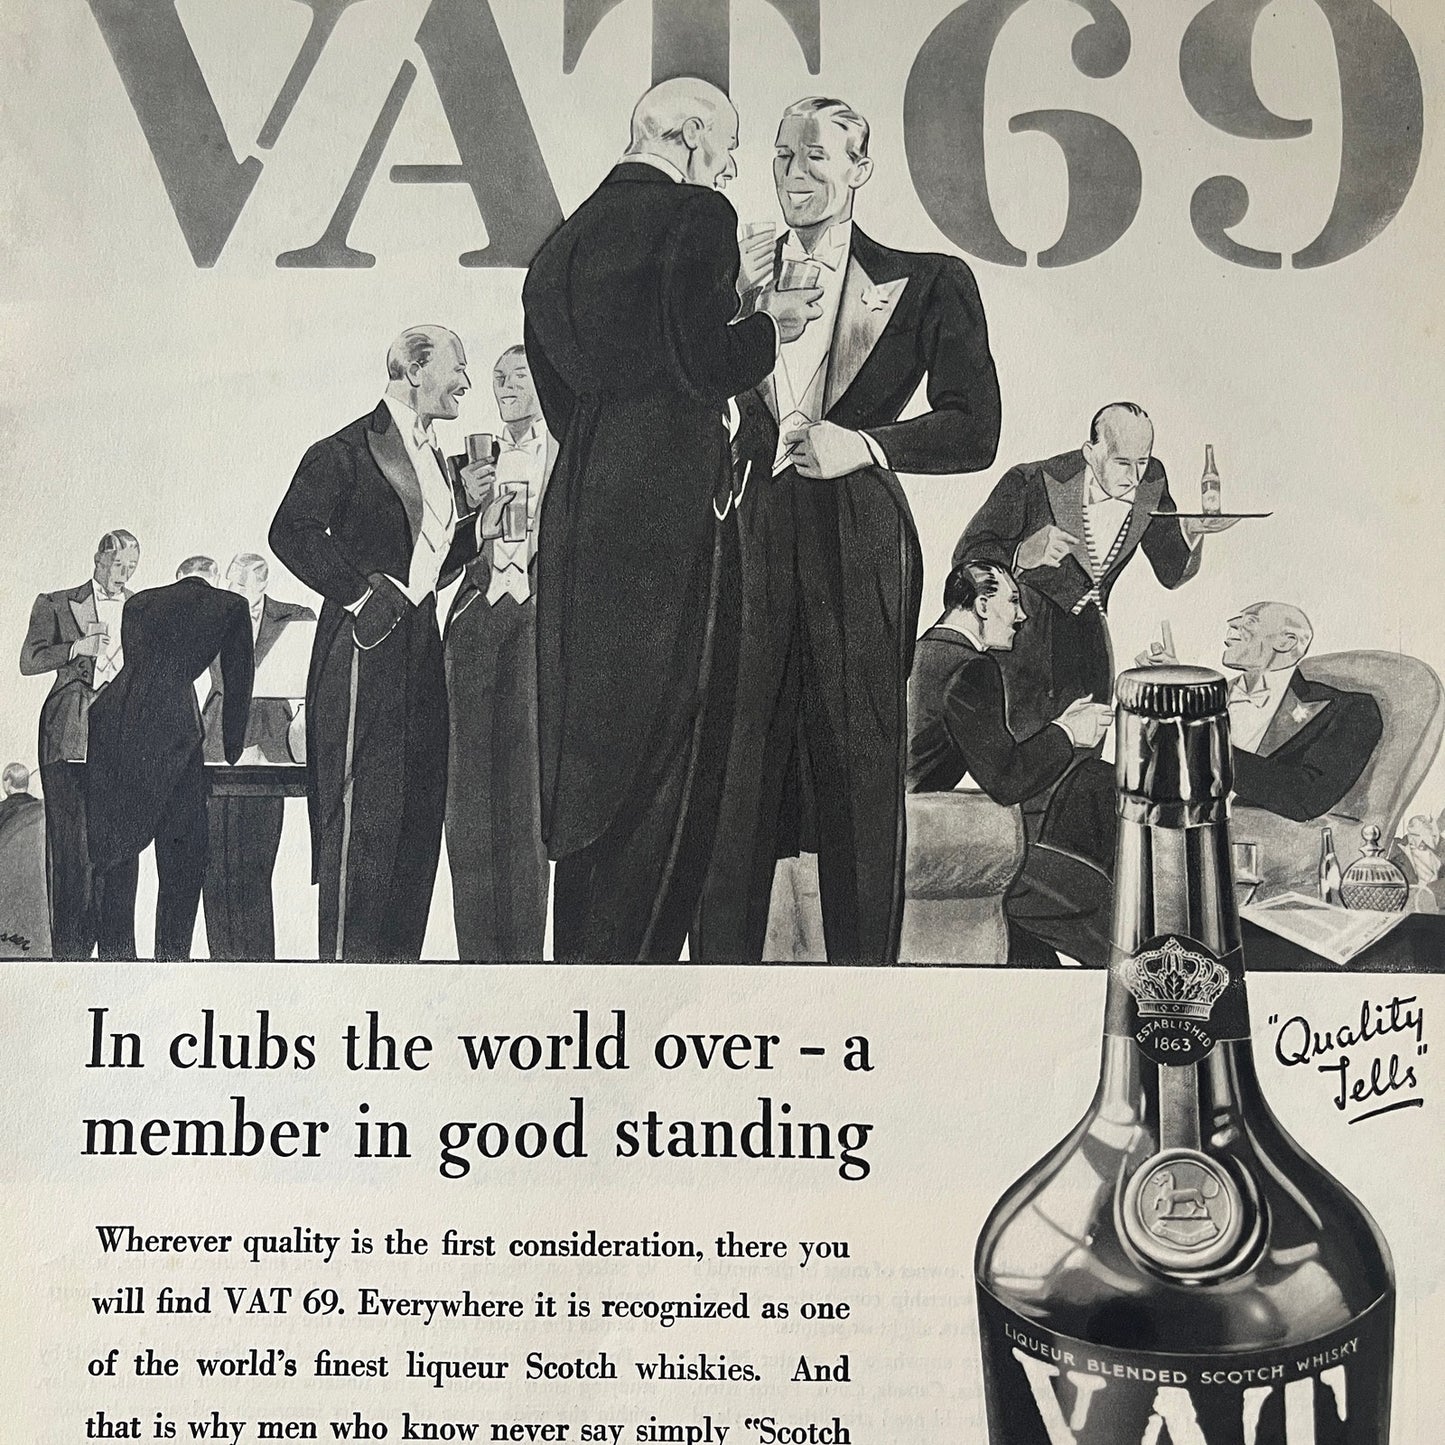 VAT 69
In clubs the world over - a
member in good standing
"Quality
Tells"
Wherever quality is the first consideration, there you
will find VAT 69. Everywhere it is recognized as one
of the world's finest liqueur Scotch whiskies. And
that is why men who know never say simply "Scotch
ESTABLISHED
1863
LIQUEUR BLENDED SCOTCH WHISKY
VAT